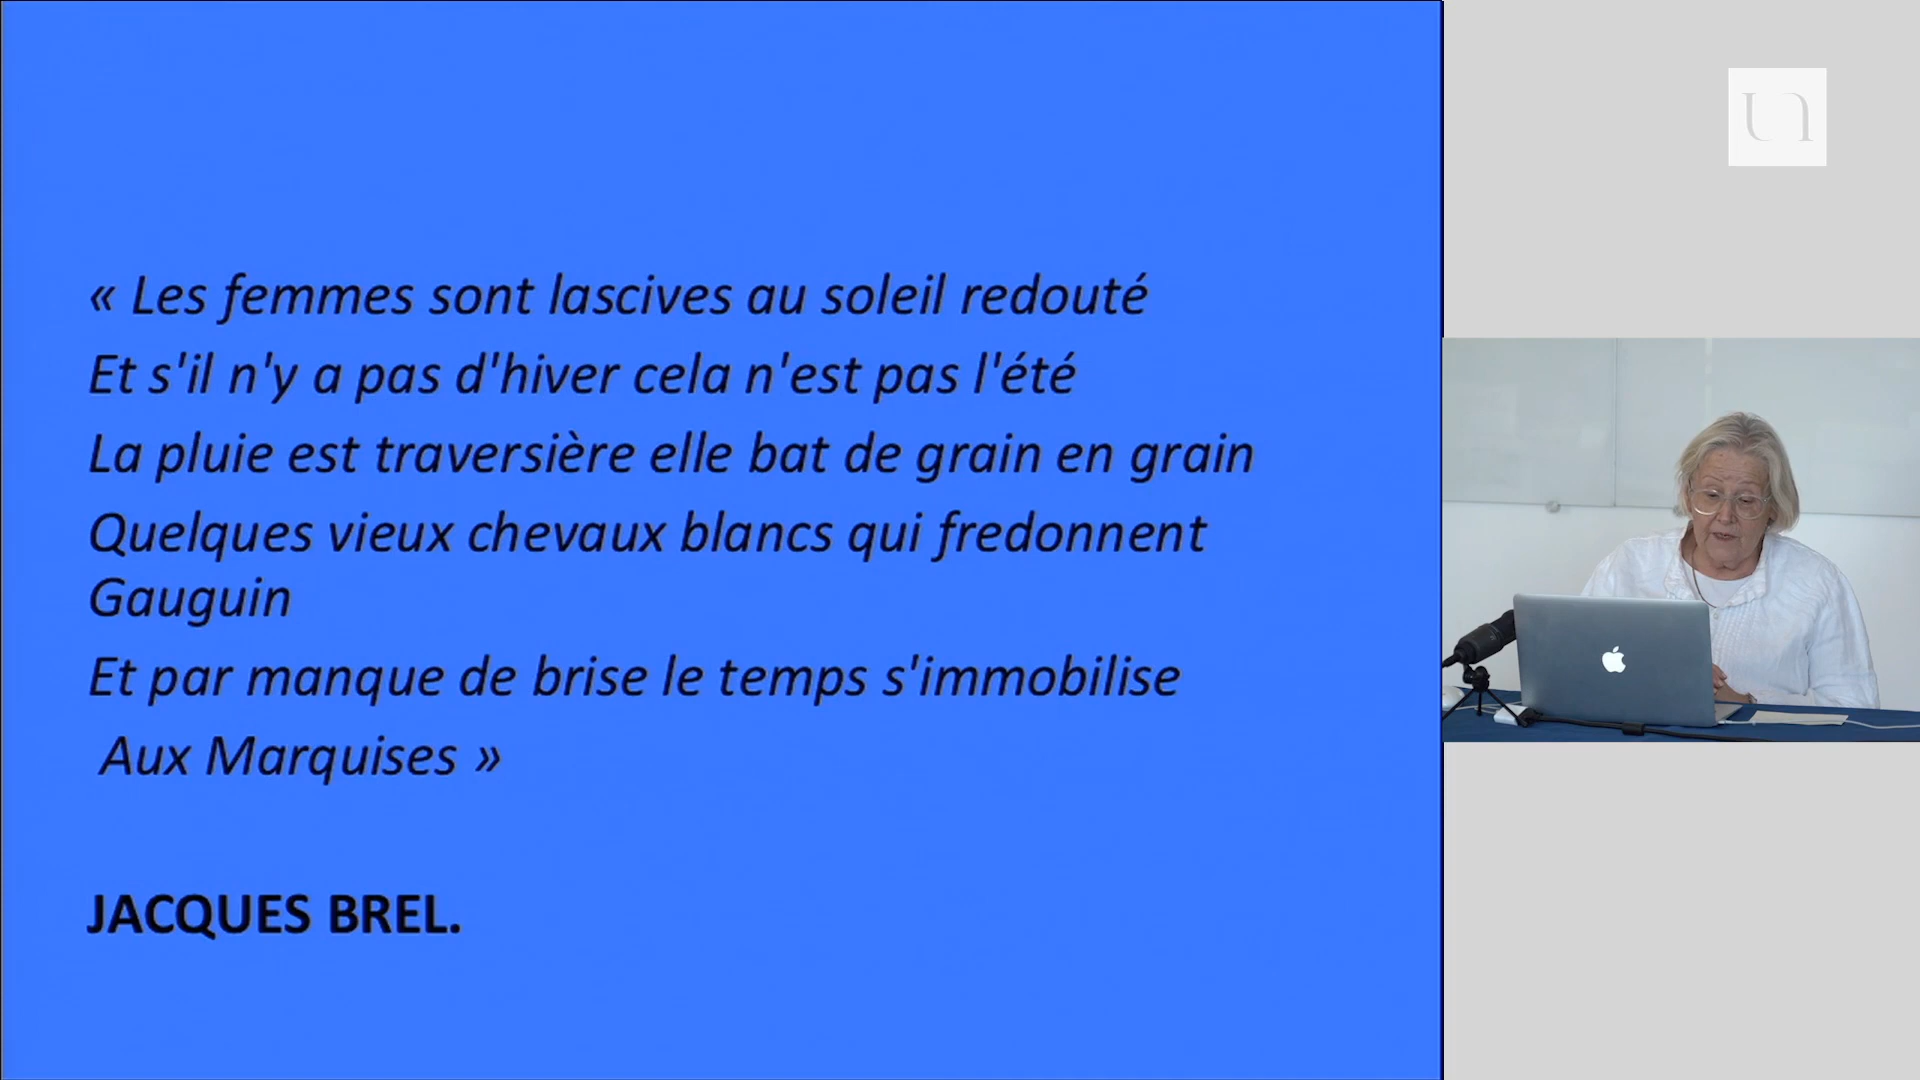 « Les femmes sont lascives au soleil redouté
Et s'il n'y a pas d'hiver cela n'est pas l'été
La pluie est traversière elle bat de grain en grain
Quelques vieux chevaux blancs qui fredonnent
Gauguin
Et par manque de brise le temps s'immobilise
Aux Marquises »
JACQUES BREL.
un